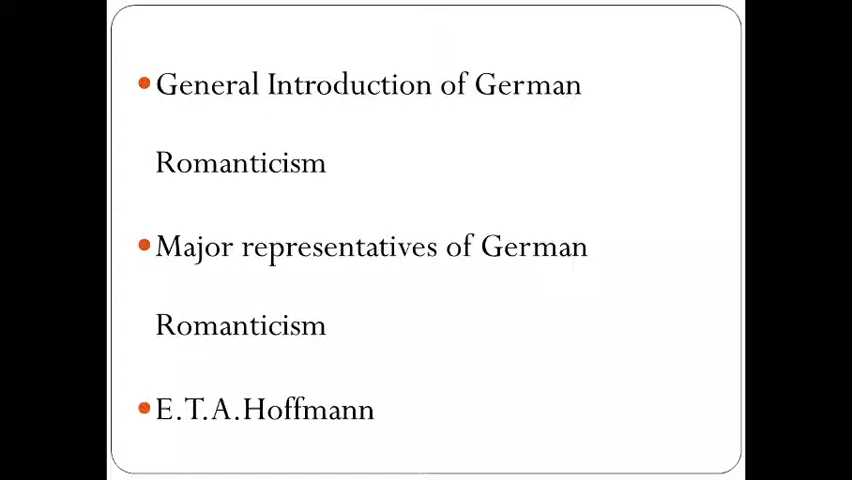 • General Introduction of German
Romanticism
• Major representatives of German
Romanticism
• E.T.A.Hoffmann